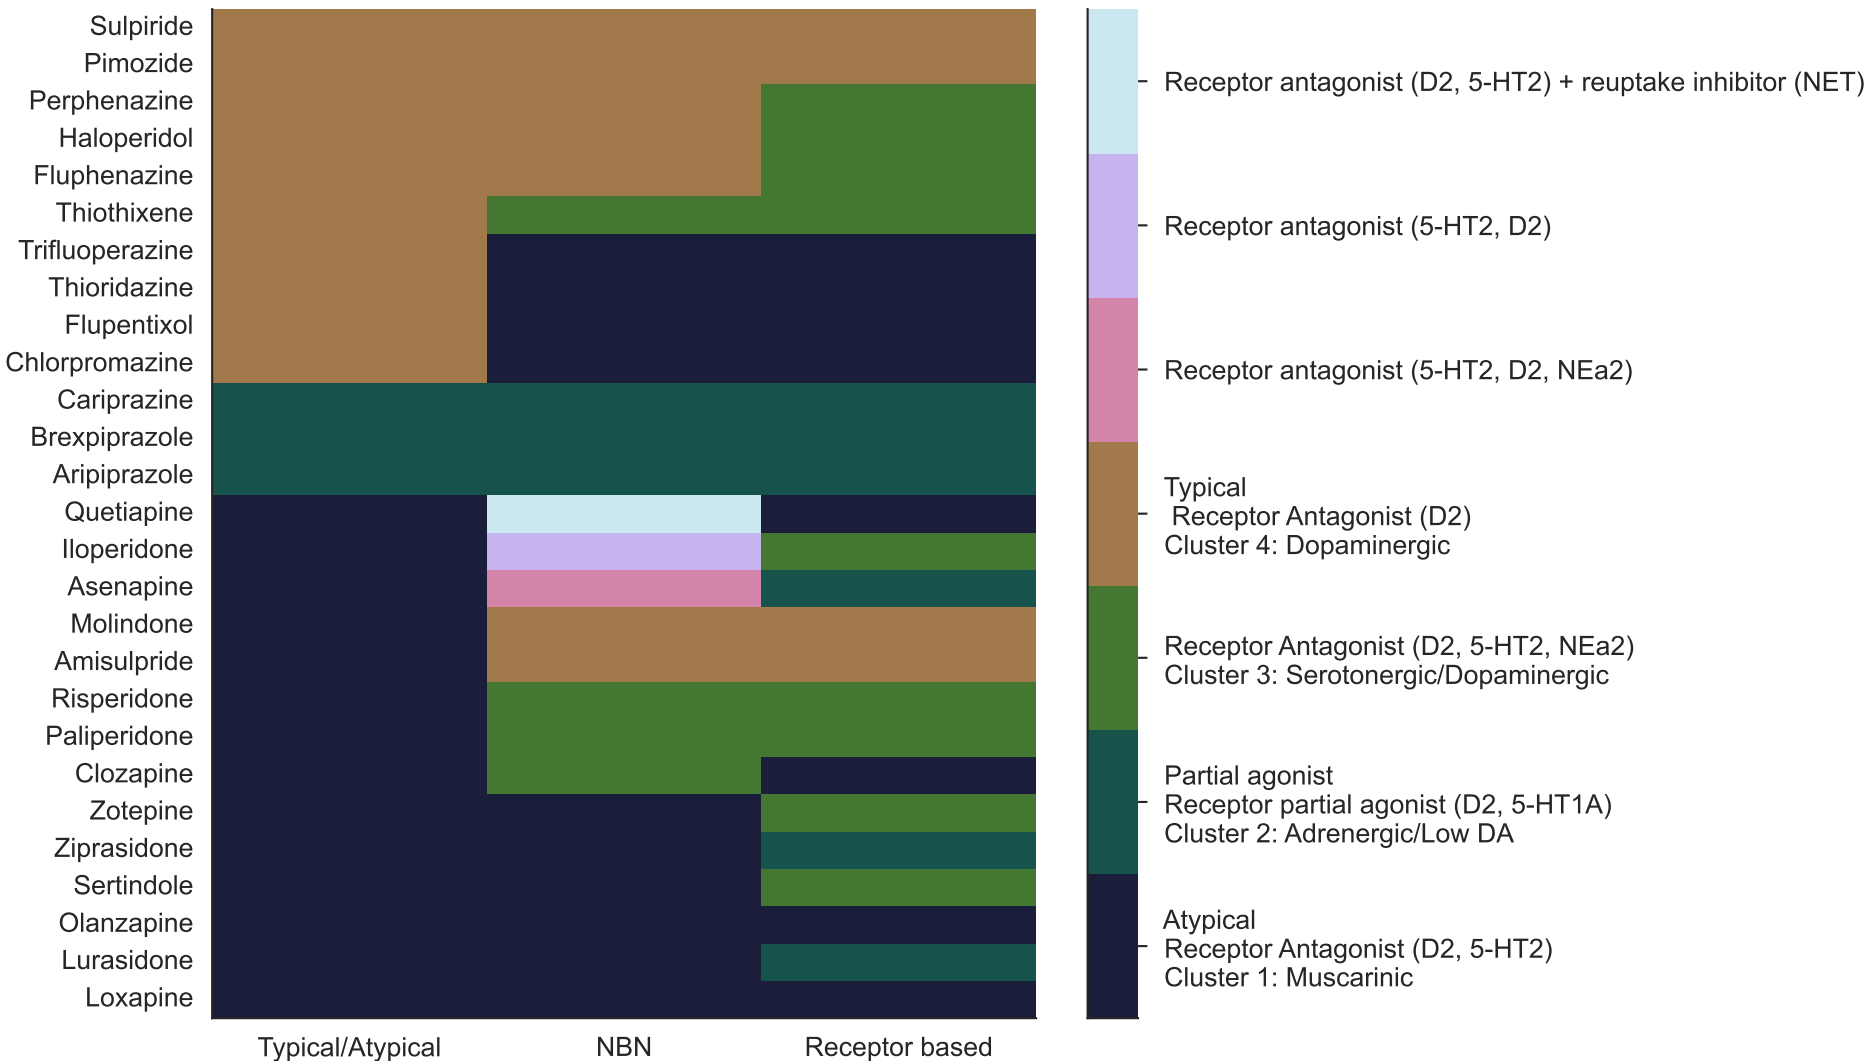 Sulpiride
Pimozide
Perphenazine
Haloperidol
Fluphenazine
Thiothixene
Trifluoperazine
Thioridazine
Flupentixol
Chlorpromazine
Cariprazine
Brexpiprazole
Aripiprazole
Quetiapine
Iloperidone
Asenapine
Molindone
Amisulpride
Risperidone
Paliperidone
Clozapine
Zotepine
Ziprasidone
Sertindole
Olanzapine
Lurasidone
Loxapine
Typical/Atypical
NBN
Receptor based
Receptor antagonist (D2, 5-HT2) + reuptake inhibitor (NET)
Receptor antagonist (5-HT2, D2)
Receptor antagonist (5-HT2, D2, NEa2)
Typical
Receptor Antagonist (D2)
Cluster 4: Dopaminergic
Receptor Antagonist (D2, 5-HT2, NEa2)
Cluster 3: Serotonergic/Dopaminergic
Partial agonist
Receptor partial agonist (D2, 5-HT1A)
Cluster 2: Adrenergic/Low DA
Atypical
Receptor Antagonist (D2, 5-HT2)
Cluster 1: Muscarinic